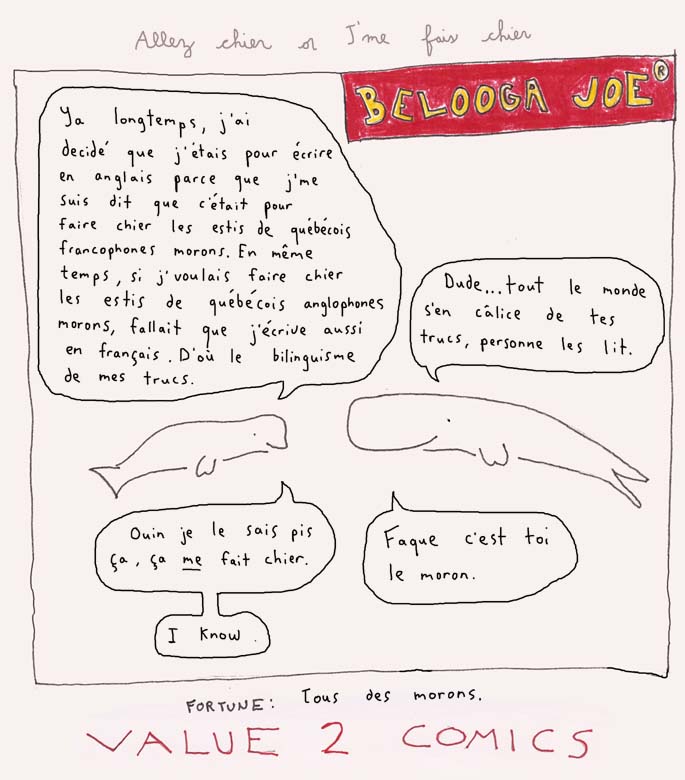 Allez chier or J'me fais chier
BELOOGA JOE®
Ya longtemps, j'ai
decidé que j'étais pour écrire
en anglais parce que j'me
suis dit que c'était pour
faire chier les estis de québécois
francophones morons. En même
temps, si j'voulais faire chier
les estis de québécois anglophones
morons, fallait que j'écrive aussi
en français. D'où le bilinguisme
de mes trucs.
Dude...tout le monde
s'en câlice de tes
trucs, personne les lit.
Ouin je le sais pis
ça, ça me fait chier.
I know.
Faque c'est toi
le moron.
FORTUNE: Tous des morons.
VALUE 2 COMICS